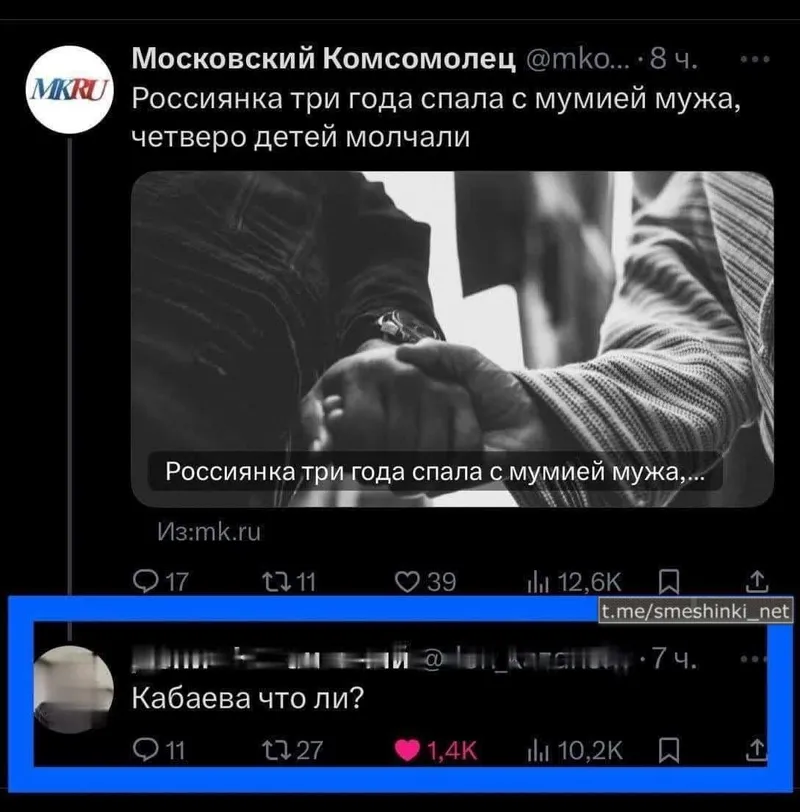 Московский Комсомолец @mko... · 8 ч.
MKRU
Россиянка три года спала с мумией мужа,
четверо детей молчали
Россиянка три года спала с мумией мужа,...
Из:mk.ru
17 11 39 12,6K
t.me/smeshinki_net
· 7 ч.
Кабаева что ли?
11 27 1,4K 10,2K